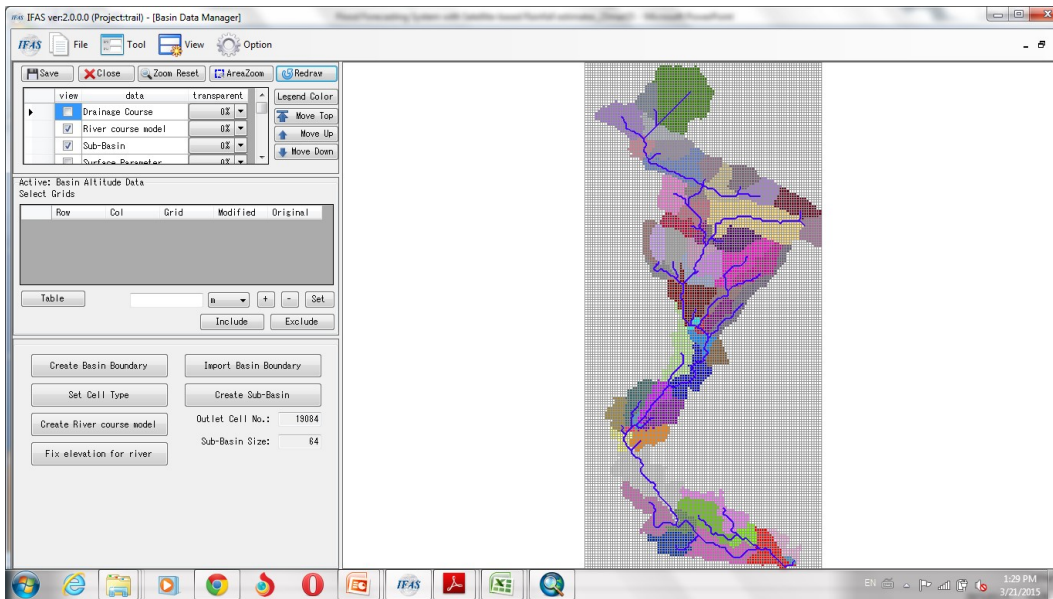 IFAS ver:2.0.0.0 (Project:trail) - [Basin Data Manager]
IFAS File Tool View Option
Save Close Zoom Reset AreaZoom Redraw
view data transparent Legend Color
Drainage Course 0% Move Top
River course model 0% Move Up
Sub-Basin 0% Move Down
Surface Parameter 0%
Active: Basin Altitude Data
Select Grids
Row Col Grid Modified Original
Table m + - Set
Include Exclude
Create Basin Boundary Import Basin Boundary
Set Cell Type Create Sub-Basin
Create River course model Outlet Cell No.: 19084
Fix elevation for river Sub-Basin Size: 64
IFAS
EN 1:29 PM
3/21/2015